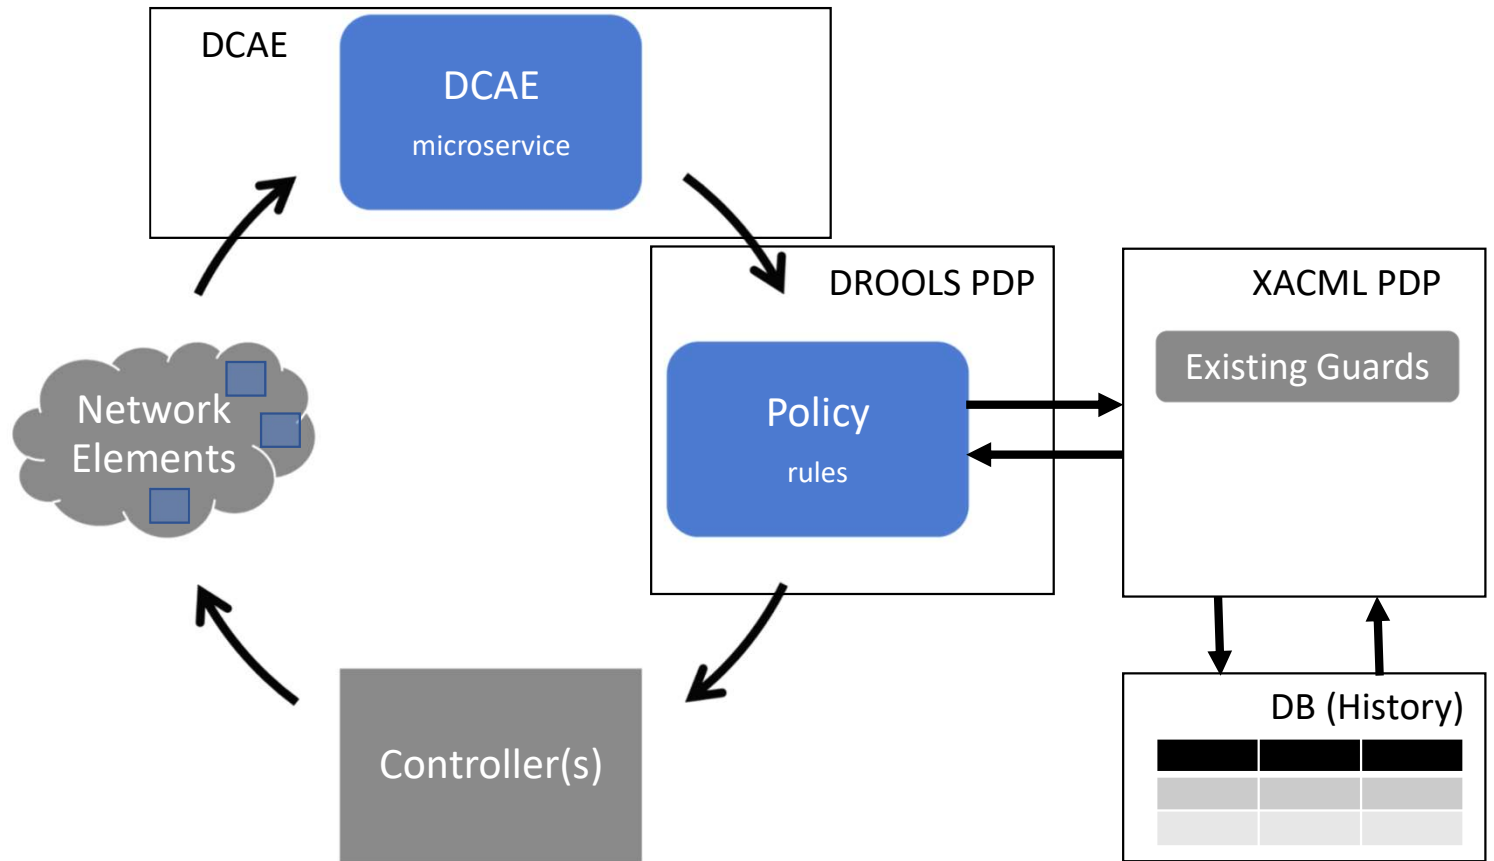 DCAE
DCAE
microservice
DROOLS PDP
XACML PDP
Existing Guards
Network
Elements
Policy
rules
Controller(s)
DB (History)